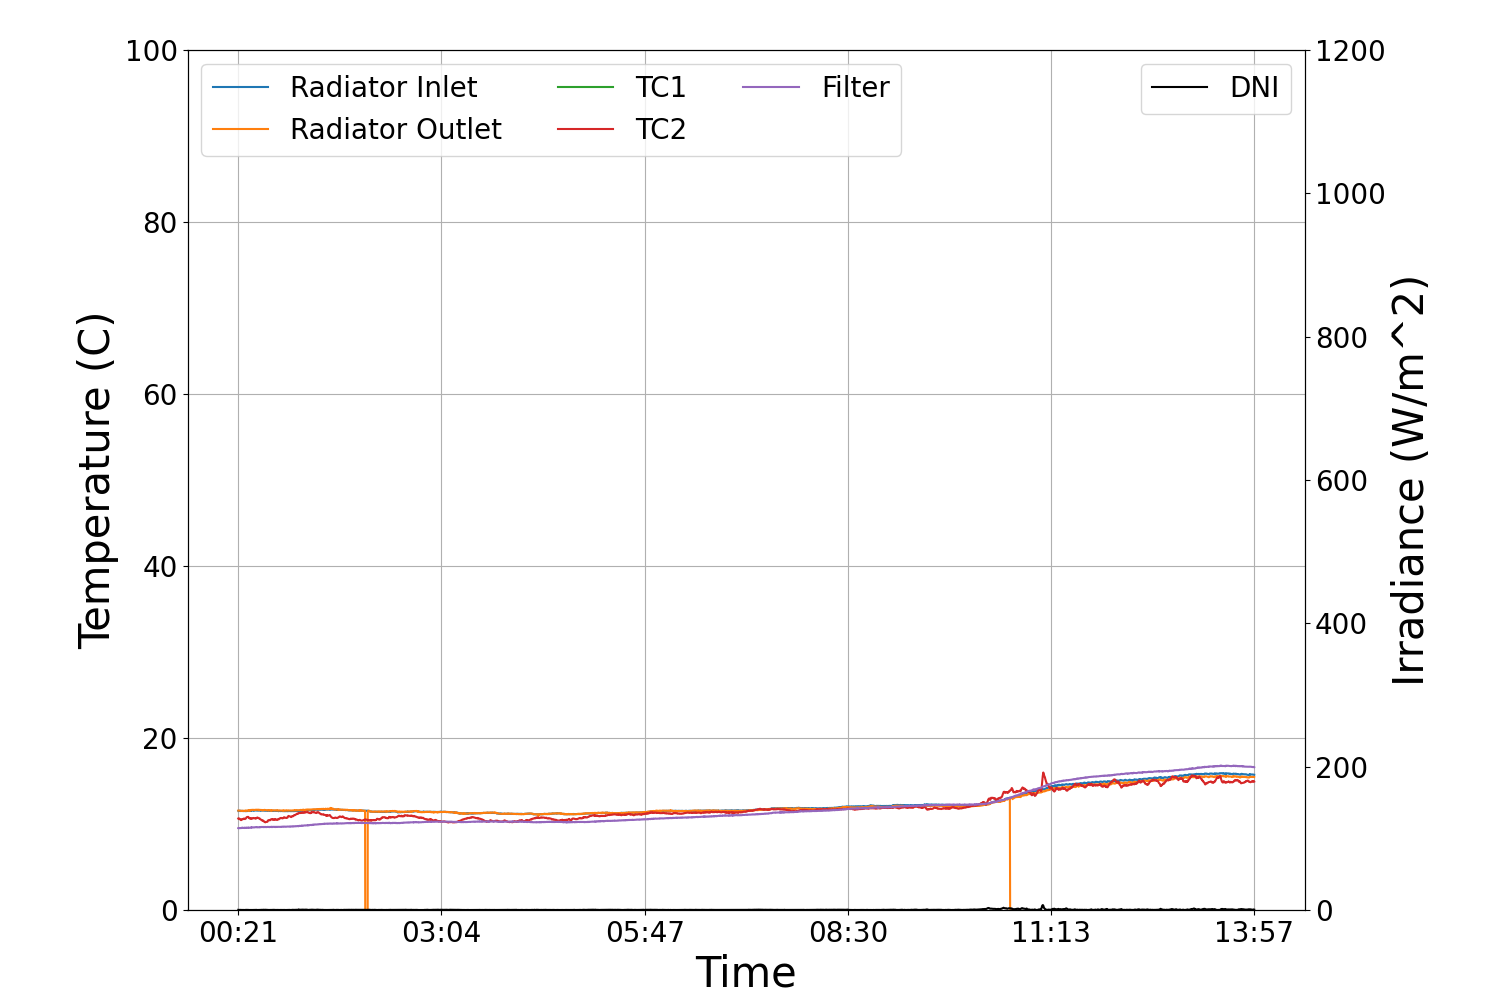 100
80
60
40
20
0
Temperature (C)
Radiator Inlet
Radiator Outlet
TC1
TC2
Filter
DNI
1200
1000
800
600
400
200
0
Irradiance (W/m^2)
00:21 03:04 05:47 08:30 11:13 13:57
Time